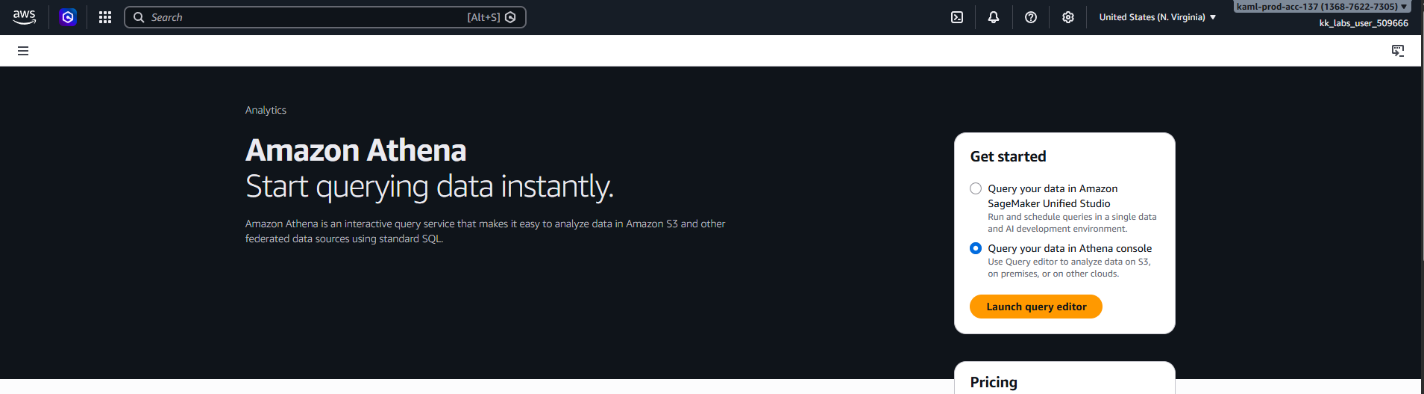 aws
Search
[Alt+S]
United States (N. Virginia)
kaml-prod-acc-137 (1368-7622-7305)
kk_labs_user_509666
Analytics
Amazon Athena
Start querying data instantly.
Amazon Athena is an interactive query service that makes it easy to analyze data in Amazon S3 and other
federated data sources using standard SQL.
Get started
Query your data in Amazon
SageMaker Unified Studio
Run and schedule queries in a single data
and AI development environment.
Query your data in Athena console
Use Query editor to analyze data on S3,
on premises, or on other clouds.
Launch query editor
Pricing